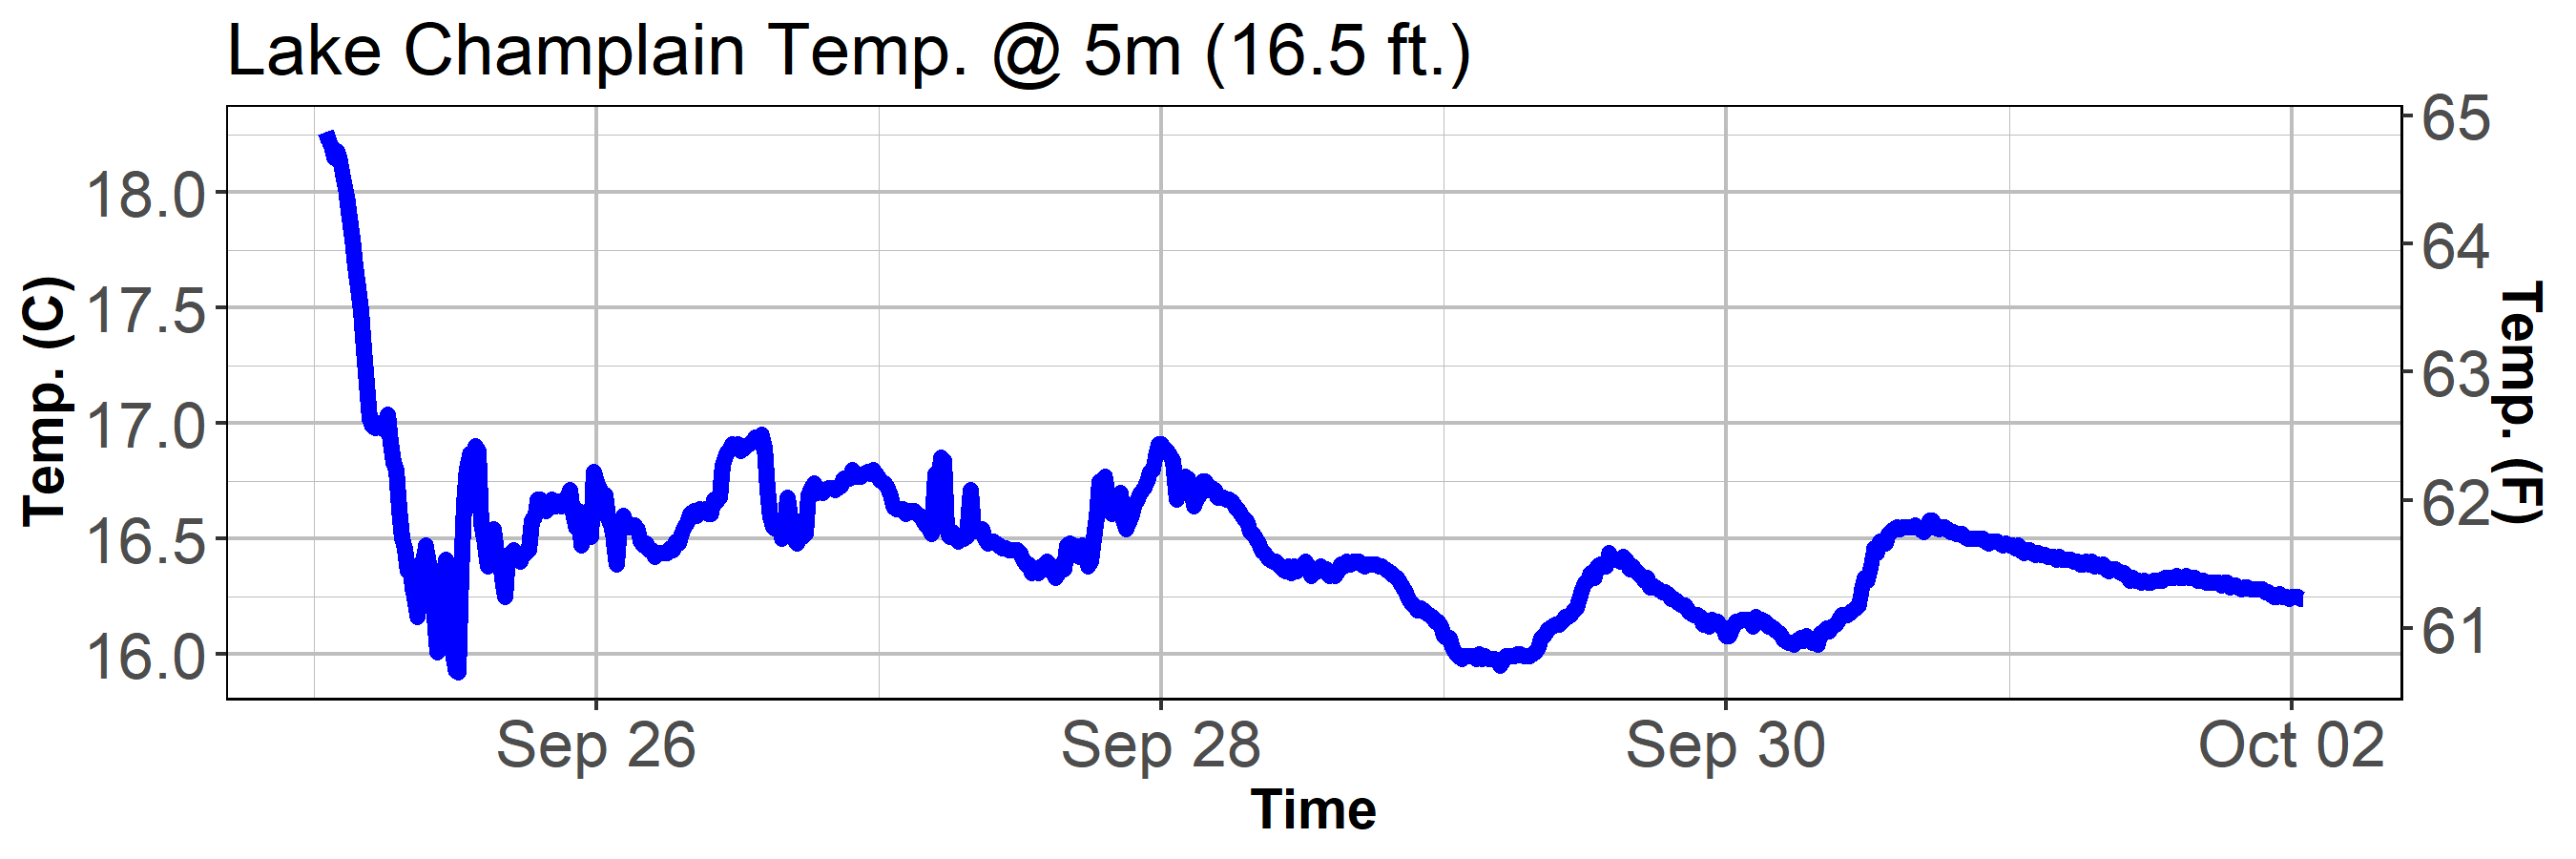 Lake Champlain Temp. @ 5m (16.5 ft.)
Temp. (C)
18.0
17.5
17.0
16.5
16.0
65
64
63
62
61
Temp. (F)
Sep 26 Sep 28 Sep 30 Oct 02
Time